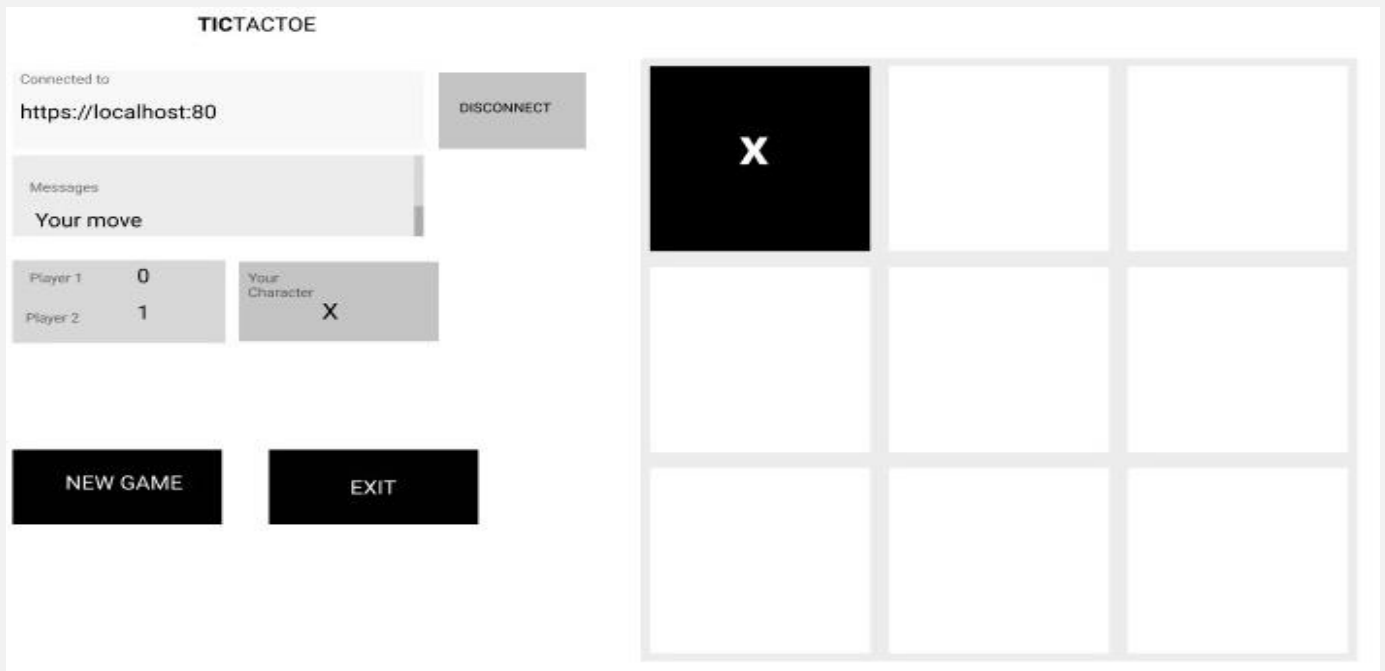 TICTACTOE
Connected to
https://localhost:80
DISCONNECT
Messages
Your move
Player 1 0
Player 2 1
Your
Character
X
NEW GAME
EXIT
X